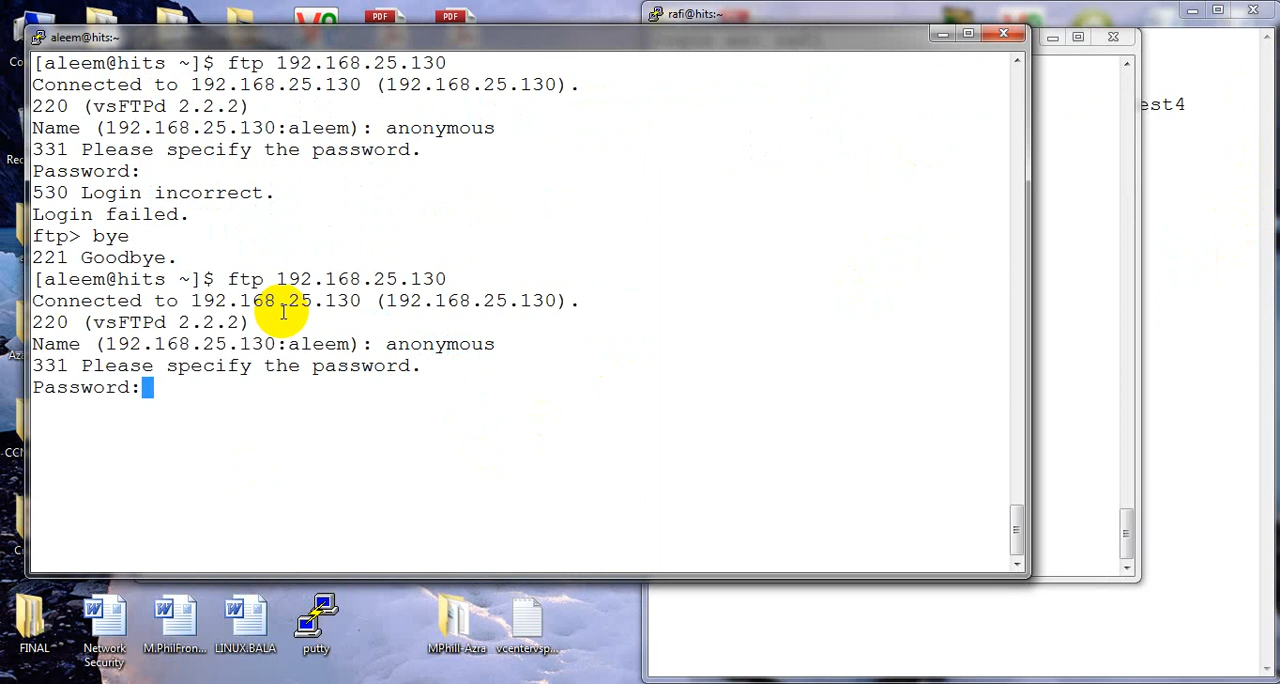 PDF
PDF
rafi@hits:~
aleem@hits:~
[aleem@hits ~]$ ftp 192.168.25.130
Connected to 192.168.25.130 (192.168.25.130).
220 (vsFTPd 2.2.2)
Name (192.168.25.130:aleem): anonymous
331 Please specify the password.
Password:
530 Login incorrect.
Login failed.
ftp> bye
221 Goodbye.
[aleem@hits ~]$ ftp 192.168.25.130
Connected to 192.168.25.130 (192.168.25.130).
220 (vsFTPd 2.2.2)
Name (192.168.25.130:aleem): anonymous
331 Please specify the password.
Password:
est4
FINAL
Network
Security
M.PhilFron...
LINUX.BALA
putty
MPhill-Azra
vcentervsp...